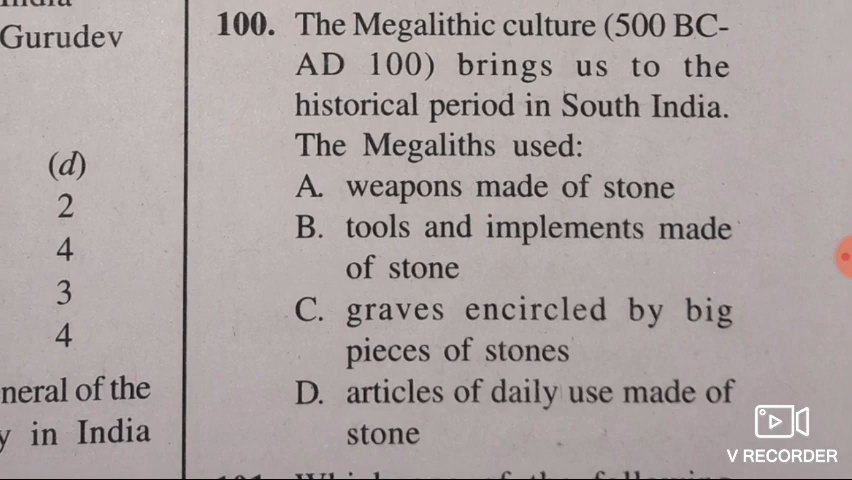 Gurudev
(d)
2
4
3
4
neral of the
y in India
100. The Megalithic culture (500 BC-
AD 100) brings us to the
historical period in South India.
The Megaliths used:
A. weapons made of stone
B. tools and implements made
of stone
C. graves encircled by big
pieces of stones
D. articles of daily use made of
stone
V RECORDER